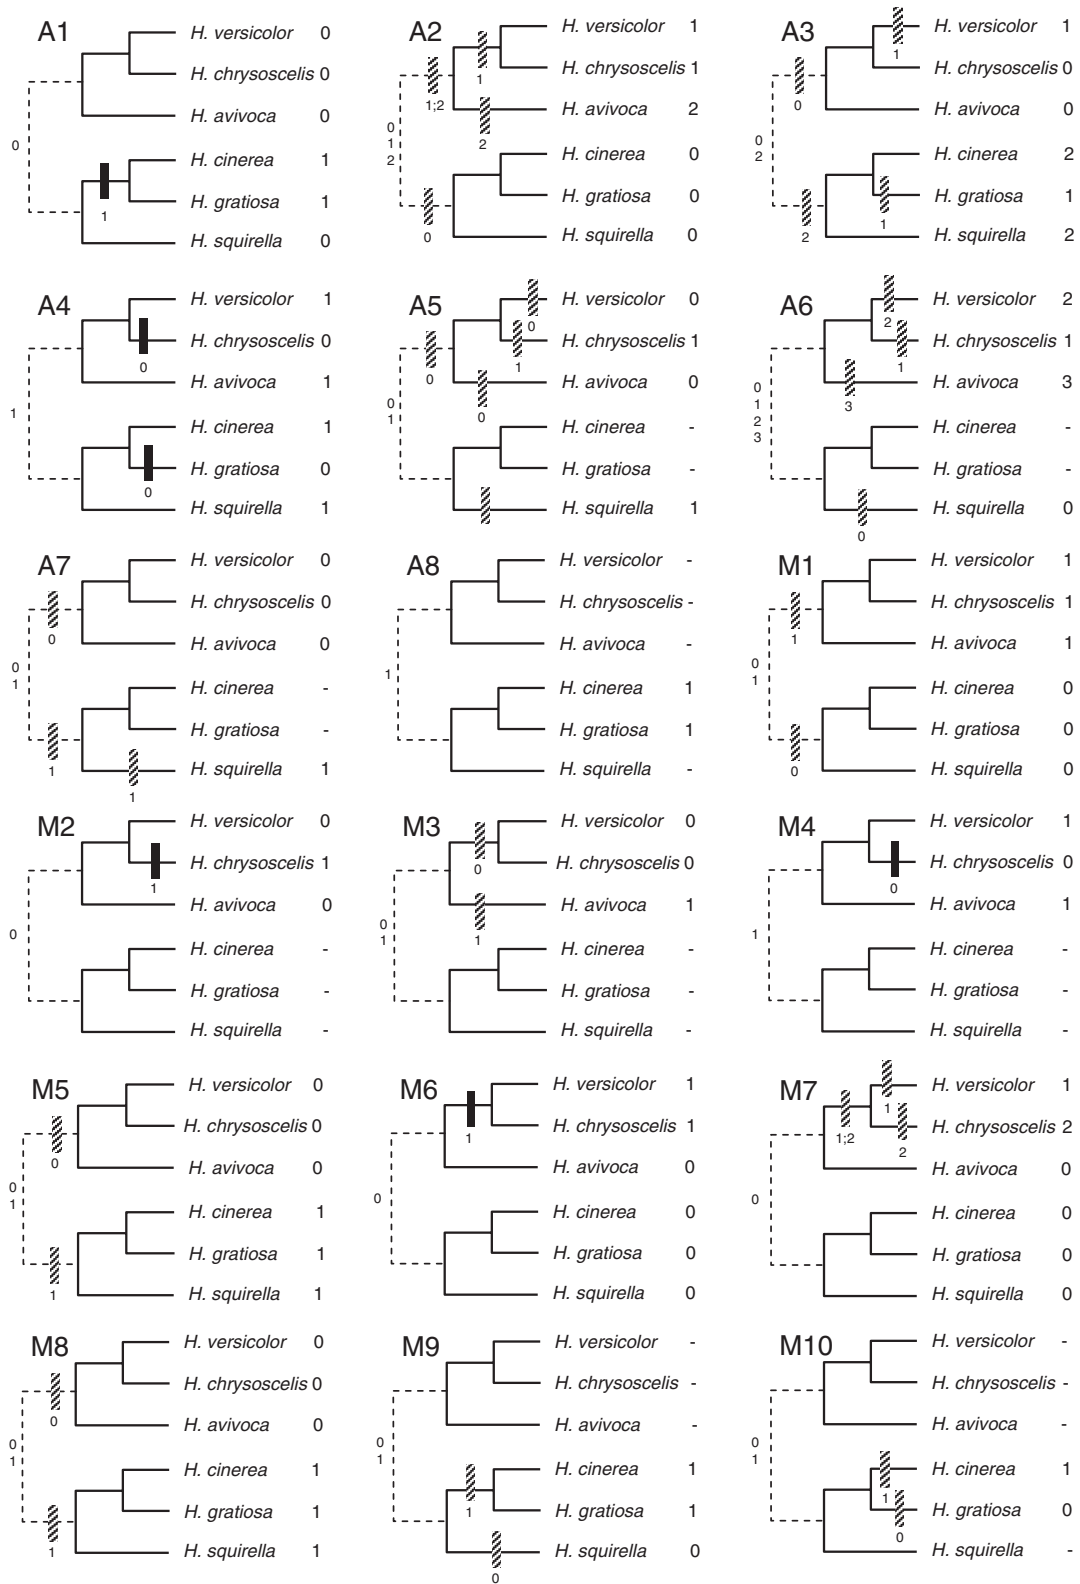 A1
H. versicolor 0
H. chrysoscelis 0
H. avivoca 0
0
H. cinerea 1
H. gratiosa 1
1
H. squirella 0
A2
H. versicolor 1
H. chrysoscelis 1
1
1;2
H. avivoca 2
2
0
1
2
H. cinerea 0
H. gratiosa 0
0
H. squirella 0
A3
H. versicolor 1
1
H. chrysoscelis 0
0
H. avivoca 0
0
2
H. cinerea 2
H. gratiosa 1
1
2
H. squirella 2
A4
H. versicolor 1
H. chrysoscelis 0
0
H. avivoca 1
1
H. cinerea 1
H. gratiosa 0
0
H. squirella 1
A5
H. versicolor 0
0
H. chrysoscelis 1
1
0
H. avivoca 0
0
0
1
H. cinerea -
H. gratiosa -
H. squirella 1
A6
H. versicolor 2
2
H. chrysoscelis 1
1
H. avivoca 3
3
0
1
2
3
H. cinerea -
H. gratiosa -
H. squirella 0
0
A7
H. versicolor 0
H. chrysoscelis 0
0
H. avivoca 0
0
1
H. cinerea -
H. gratiosa -
1
H. squirella 1
1
A8
H. versicolor -
H. chrysoscelis -
H. avivoca -
1
H. cinerea 1
H. gratiosa 1
H. squirella -
M1
H. versicolor 1
H. chrysoscelis 1
1
H. avivoca 1
0
1
H. cinerea 0
H. gratiosa 0
0
H. squirella 0
M2
H. versicolor 0
H. chrysoscelis 1
1
H. avivoca 0
0
H. cinerea -
H. gratiosa -
H. squirella -
M3
H. versicolor 0
H. chrysoscelis 0
0
H. avivoca 1
1
0
1
H. cinerea -
H. gratiosa -
H. squirella -
M4
H. versicolor 1
H. chrysoscelis 0
0
H. avivoca 1
1
H. cinerea -
H. gratiosa -
H. squirella -
M5
H. versicolor 0
H. chrysoscelis 0
0
H. avivoca 0
0
1
H. cinerea 1
H. gratiosa 1
1
H. squirella 1
M6
H. versicolor 1
H. chrysoscelis 1
1
H. avivoca 0
0
H. cinerea 0
H. gratiosa 0
H. squirella 0
M7
H. versicolor 1
1
H. chrysoscelis 2
1;2
2
H. avivoca 0
0
H. cinerea 0
H. gratiosa 0
H. squirella 0
M8
H. versicolor 0
H. chrysoscelis 0
0
H. avivoca 0
0
1
H. cinerea 1
H. gratiosa 1
1
H. squirella 1
M9
H. versicolor -
H. chrysoscelis -
H. avivoca -
0
1
H. cinerea 1
H. gratiosa 1
1
H. squirella 0
0
M10
H. versicolor -
H. chrysoscelis -
H. avivoca -
0
1
H. cinerea 1
1
H. gratiosa 0
0
H. squirella -